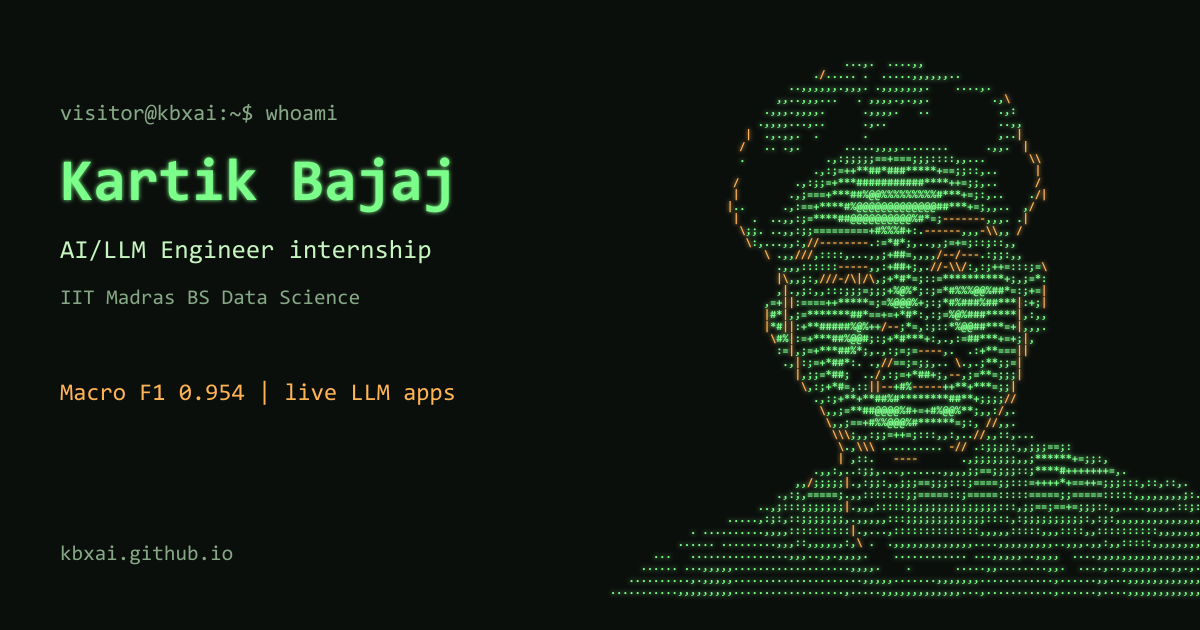 visitor@kbxai:~$ whoami
Kartik Bajaj
AI/LLM Engineer internship
IIT Madras BS Data Science
Macro F1 0.954 | live LLM apps
kbxai.github.io